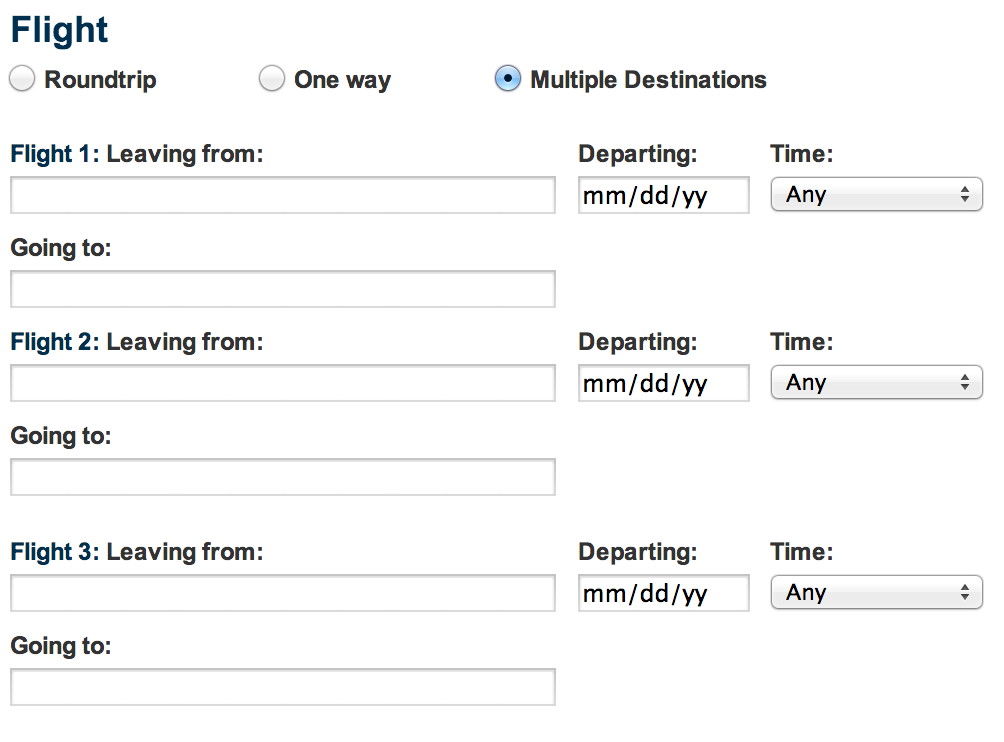 Flight
Roundtrip One way Multiple Destinations
Flight 1: Leaving from: Departing: Time:
mm/dd/yy Any
Going to:
Flight 2: Leaving from: Departing: Time:
mm/dd/yy Any
Going to:
Flight 3: Leaving from: Departing: Time:
mm/dd/yy Any
Going to: